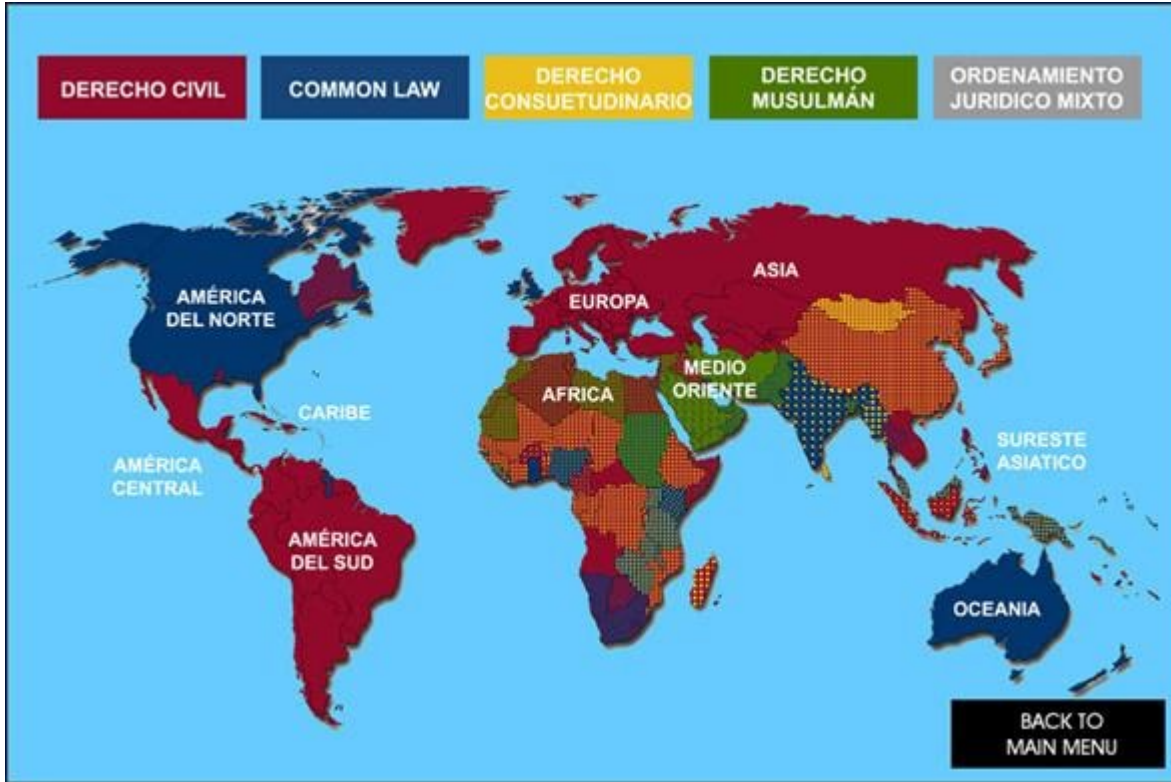 DERECHO CIVIL
COMMON LAW
DERECHO
CONSUETUDINARIO
DERECHO
MUSULMÁN
ORDENAMIENTO
JURIDICO MIXTO
AMÉRICA
DEL NORTE
EUROPA
ASIA
MEDIO
ORIENTE
AFRICA
CARIBE
AMÉRICA
CENTRAL
SURESTE
ASIATICO
AMÉRICA
DEL SUD
OCEANIA
BACK TO
MAIN MENU